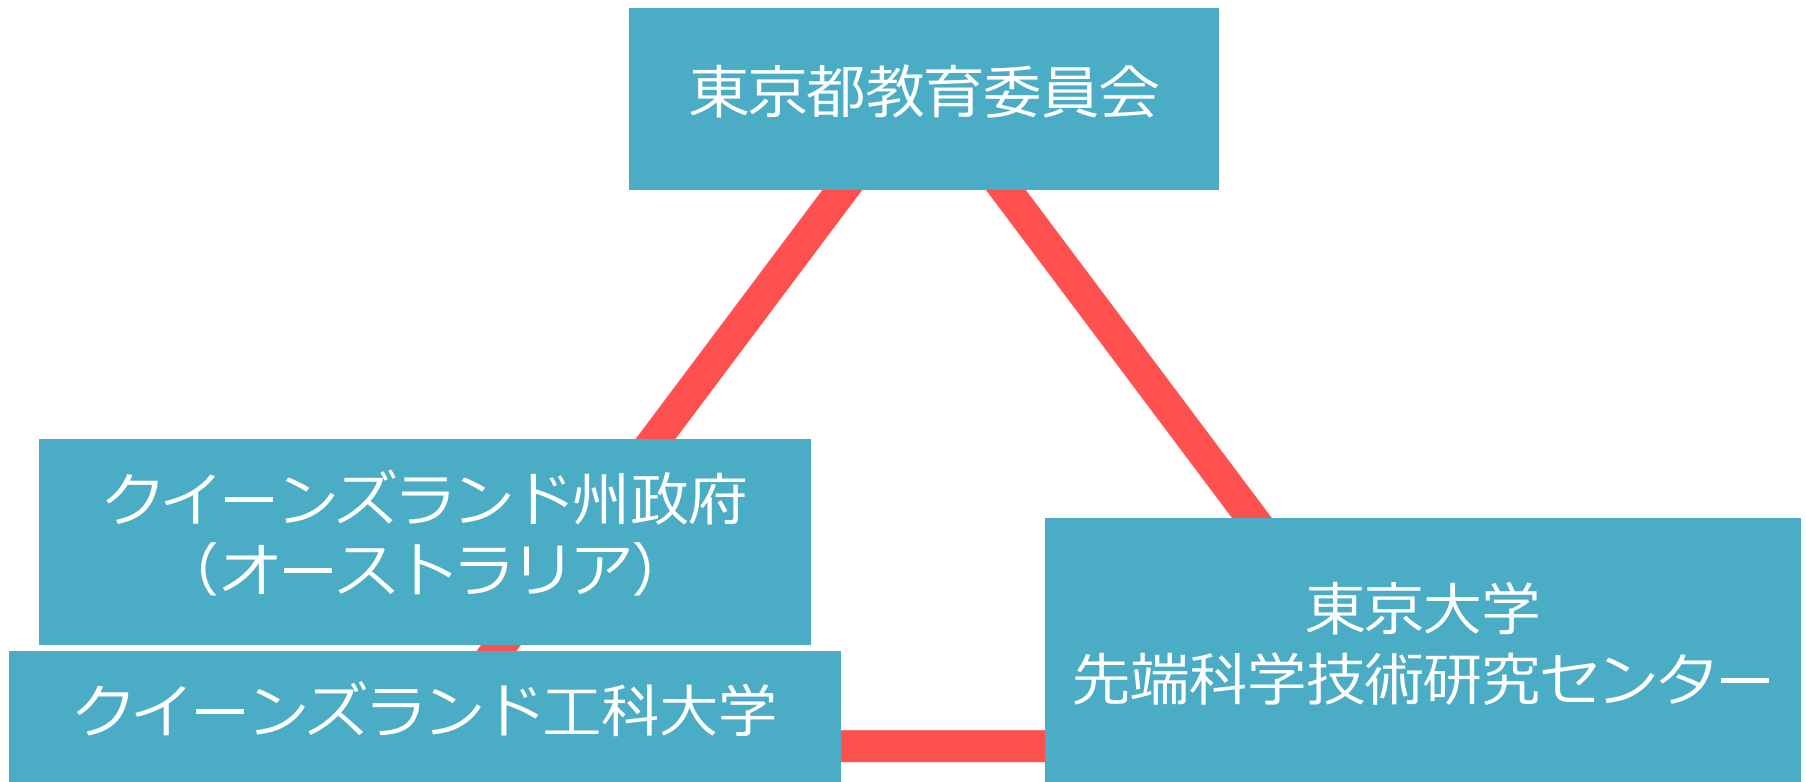 東京都教育委員会
クイーンズランド州政府
（オーストラリア）
クイーンズランド工科大学
東京大学
先端科学技術研究センター